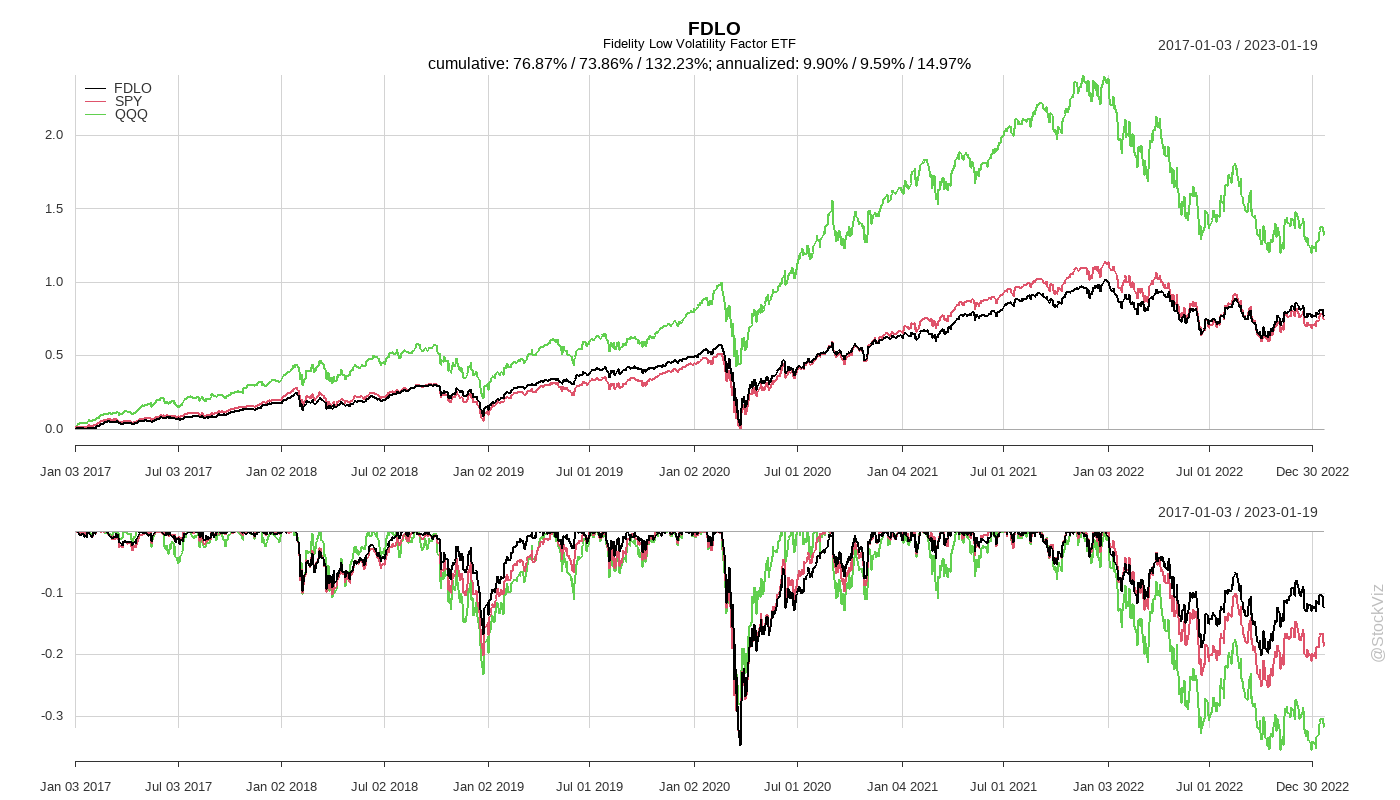 FDLO
Fidelity Low Volatility Factor ETF
2017-01-03 / 2023-01-19
cumulative: 76.87% / 73.86% / 132.23%; annualized: 9.90% / 9.59% / 14.97%
FDLO
SPY
QQQ
2.0
1.5
1.0
0.5
0.0
Jan 03 2017 Jul 03 2017 Jan 02 2018 Jul 02 2018 Jan 02 2019 Jul 01 2019 Jan 02 2020 Jul 01 2020 Jan 04 2021 Jul 01 2021 Jan 03 2022 Jul 01 2022 Dec 30 2022
2017-01-03 / 2023-01-19
-0.1
-0.2
-0.3
Jan 03 2017 Jul 03 2017 Jan 02 2018 Jul 02 2018 Jan 02 2019 Jul 01 2019 Jan 02 2020 Jul 01 2020 Jan 04 2021 Jul 01 2021 Jan 03 2022 Jul 01 2022 Dec 30 2022
@StockViz